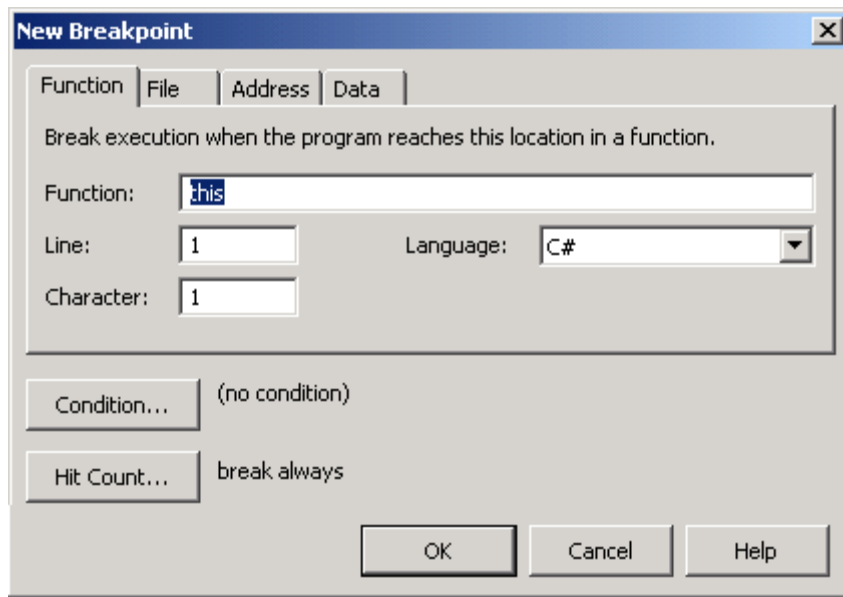 New Breakpoint
Function File Address Data
Break execution when the program reaches this location in a function.
Function: this
Line: 1 Language: C#
Character: 1
Condition... (no condition)
Hit Count... break always
OK Cancel Help